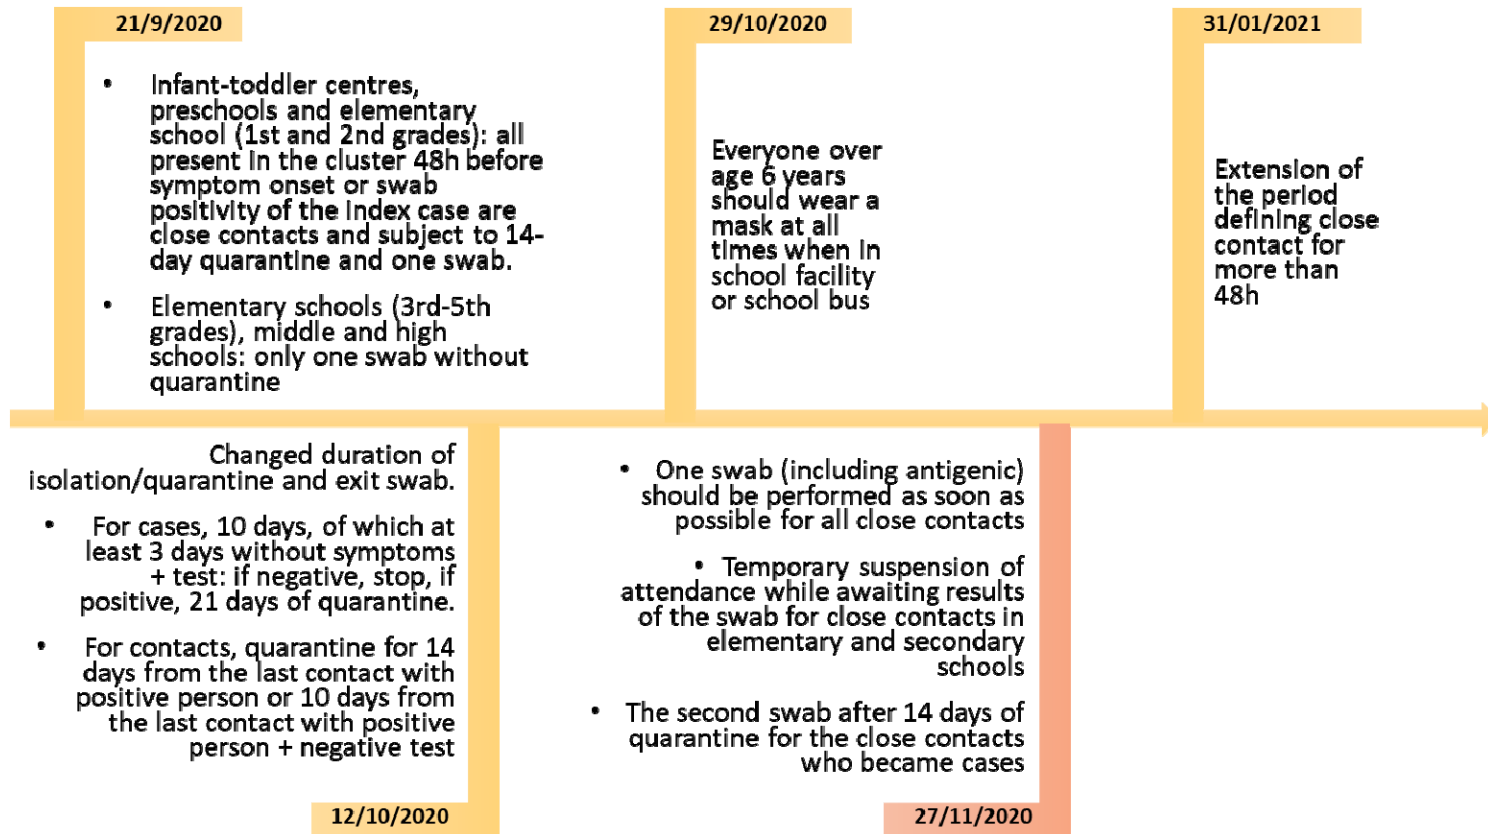 21/9/2020
• Infant-toddler centres,
preschools and elementary
school (1st and 2nd grades): all
present in the cluster 48h before
symptom onset or swab
positivity of the index case are
close contacts and subject to 14-
day quarantine and one swab.
• Elementary schools (3rd-5th
grades), middle and high
schools: only one swab without
quarantine
29/10/2020
Everyone over
age 6 years
should wear a
mask at all
times when in
school facility
or school bus
31/01/2021
Extension of
the period
defining close
contact for
more than
48h
Changed duration of
isolation/quarantine and exit swab.
• For cases, 10 days, of which at
least 3 days without symptoms
+ test: if negative, stop, if
positive, 21 days of quarantine.
• For contacts, quarantine for 14
days from the last contact with
positive person or 10 days from
the last contact with positive
person + negative test
12/10/2020
• One swab (including antigenic)
should be performed as soon as
possible for all close contacts
• Temporary suspension of
attendance while awaiting results
of the swab for close contacts in
elementary and secondary
schools
• The second swab after 14 days of
quarantine for the close contacts
who became cases
27/11/2020